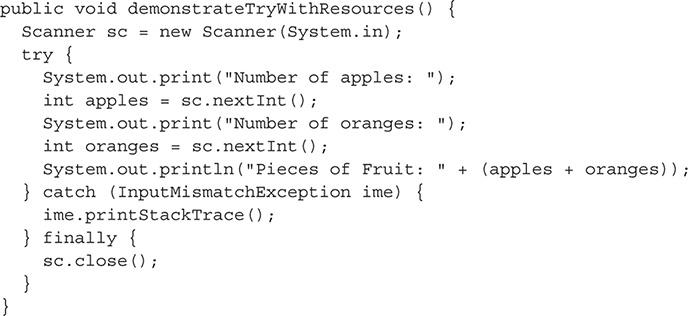 public void demonstrateTryWithResources() {
  Scanner sc = new Scanner(System.in);
  try {
    System.out.print("Number of apples: ");
    int apples = sc.nextInt();
    System.out.print("Number of oranges: ");
    int oranges = sc.nextInt();
    System.out.println("Pieces of Fruit: " + (apples + oranges));
  } catch (InputMismatchException ime) {
    ime.printStackTrace();
  } finally {
    sc.close();
  }
}